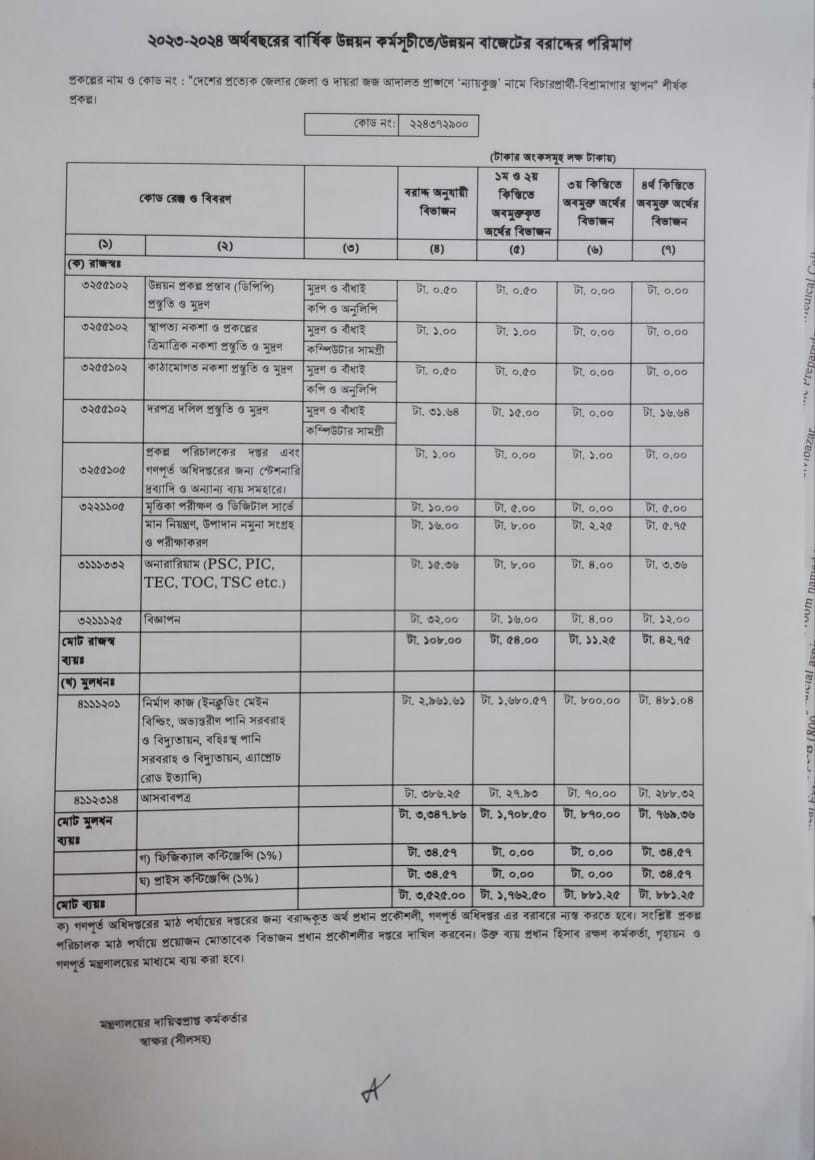 ২০২৩-২০২৪ অর্থবছরের বার্ষিক উন্নয়ন কর্মসূচীতে/উন্নয়ন বাজেটের বরাদ্দের পরিমাণ
প্রকল্পের নাম ও কোড নং : "দেশের প্রত্যেক জেলার জেলা ও দায়রা জজ আদালত প্রাঙ্গণে 'ন্যায়কুঞ্জ' নামে বিচারপ্রার্থী-বিশ্রামাগার স্থাপন" শীর্ষক
প্রকল্প।
কোড নং: ২২৪৩৭২৯০০
(টাকার অংকসমূহ লক্ষ টাকায়)
কোড রেঞ্জ ও বিবরণ
বরাদ্দ অনুযায়ী
বিভাজন
১ম ও ২য়
কিস্তিতে
অবমুক্তকৃত
অর্থের বিভাজন
৩য় কিস্তিতে
অবমুক্ত অর্থের
বিভাজন
৪র্থ কিস্তিতে
অবমুক্ত অর্থের
বিভাজন
(১) (২) (৩) (৪) (৫) (৬) (৭)
(ক) রাজস্বঃ
৩২৫৫১০২ উন্নয়ন প্রকল্প প্রস্তাব (ডিপিপি) মুদ্রণ ও বাঁধাই টা. ০.৫০ টা. ০.৫০ টা. ০.০০ টা. ০.০০
প্রস্তুতি ও মুদ্রণ কপি ও অনুলিপি
৩২৫৫১০২ স্থাপত্য নকশা ও প্রকল্পের মুদ্রণ ও বাঁধাই টা. ১.০০ টা. ১.০০ টা. ০.০০ টা. ০.০০
ত্রিমাত্রিক নকশা প্রস্তুতি ও মুদ্রণ কম্পিউটার সামগ্রী
৩২৫৫১০২ কাঠামোগত নকশা প্রস্তুতি ও মুদ্রণ মুদ্রণ ও বাঁধাই টা. ০.৫০ টা. ০.৫০ টা. ০.০০ টা. ০.০০
কপি ও অনুলিপি
৩২৫৫১০২ দরপত্র দলিল প্রস্তুতি ও মুদ্রণ মুদ্রণ ও বাঁধাই টা. ৩১.৬৪ টা. ১৫.০০ টা. ০.০০ টা. ১৬.৬৪
কম্পিউটার সামগ্রী
প্রকল্প পরিচালকের দপ্তর এবং
৩২৫৫১০৫ গণপূর্ত অধিদপ্তরের জন্য স্টেশনারি টা. ১.০০ টা. ০.০০ টা. ১.০০ টা. ০.০০
দ্রব্যাদি ও অন্যান্য ব্যয় সমহারে।
৩২২১১০৫ মৃত্তিকা পরীক্ষণ ও ডিজিটাল সার্ভে টা. ১০.০০ টা. ৫.০০ টা. ০.০০ টা. ৫.০০
মান নিয়ন্ত্রণ, উপাদান নমুনা সংগ্রহ টা. ১৬.০০ টা. ৮.০০ টা. ২.২৫ টা. ৫.৭৫
ও পরীক্ষাকরণ
৩১১১৩৩২ অনারারিয়াম (PSC, PIC, টা. ১৫.৩৬ টা. ৮.০০ টা. ৪.০০ টা. ৩.৩৬
TEC, TOC, TSC etc.)
৩২১১১২৫ বিজ্ঞাপন টা. ৩২.০০ টা. ১৬.০০ টা. ৪.০০ টা. ১২.০০
মোট রাজস্ব টা. ১০৮.০০ টা. ৫৪.০০ টা. ১১.২৫ টা. ৪২.৭৫
ব্যয়ঃ
(খ) মূলধনঃ
৪১১১২০১ নির্মাণ কাজ (ইনক্লুডিং মেইন টা. ২,৯৬১.৬১ টা. ১,৬৮০.৫৭ টা. ৮০০.০০ টা. ৪৮১.০৪
বিল্ডিং, অভ্যন্তরীণ পানি সরবরাহ
ও বিদ্যুতায়ন, বহিঃস্থ পানি
সরবরাহ ও বিদ্যুতায়ন, এ্যাপ্রোচ
রোড ইত্যাদি)
৪১১২৩১৪ আসবাবপত্র টা. ৩৮৬.২৫ টা. ২৭.৯৩ টা. ৭০.০০ টা. ২৮৮.৩২
মোট মূলধন টা. ৩,৩৪৭.৮৬ টা. ১,৭০৮.৫০ টা. ৮৭০.০০ টা. ৭৬৯.৩৬
ব্যয়ঃ
গ) ফিজিক্যাল কন্টিঞ্জেন্সি (১%) টা. ৩৪.৫৭ টা. ০.০০ টা. ০.০০ টা. ৩৪.৫৭
ঘ) প্রাইস কন্টিঞ্জেন্সি (১%) টা. ৩৪.৫৭ টা. ০.০০ টা. ০.০০ টা. ৩৪.৫৭
মোট ব্যয়ঃ টা. ৩,৫২৫.০০ টা. ১,৭৬২.৫০ টা. ৮৮১.২৫ টা. ৮৮১.২৫
ক) গণপূর্ত অধিদপ্তরের মাঠ পর্যায়ের দপ্তরের জন্য বরাদ্দকৃত অর্থ প্রধান প্রকৌশলী, গণপূর্ত অধিদপ্তর এর বরাবরে ন্যস্ত করতে হবে। সংশ্লিষ্ট প্রকল্প
পরিচালক মাঠ পর্যায়ে প্রয়োজন মোতাবেক বিভাজন প্রধান প্রকৌশলীর দপ্তরে দাখিল করবেন। উক্ত ব্যয় প্রধান হিসাব রক্ষণ কর্মকর্তা, গৃহায়ন ও
গণপূর্ত মন্ত্রণালয়ের মাধ্যমে ব্যয় করা হবে।
মন্ত্রণালয়ের দায়িত্বপ্রাপ্ত কর্মকর্তার
স্বাক্ষর (সীলসহ)